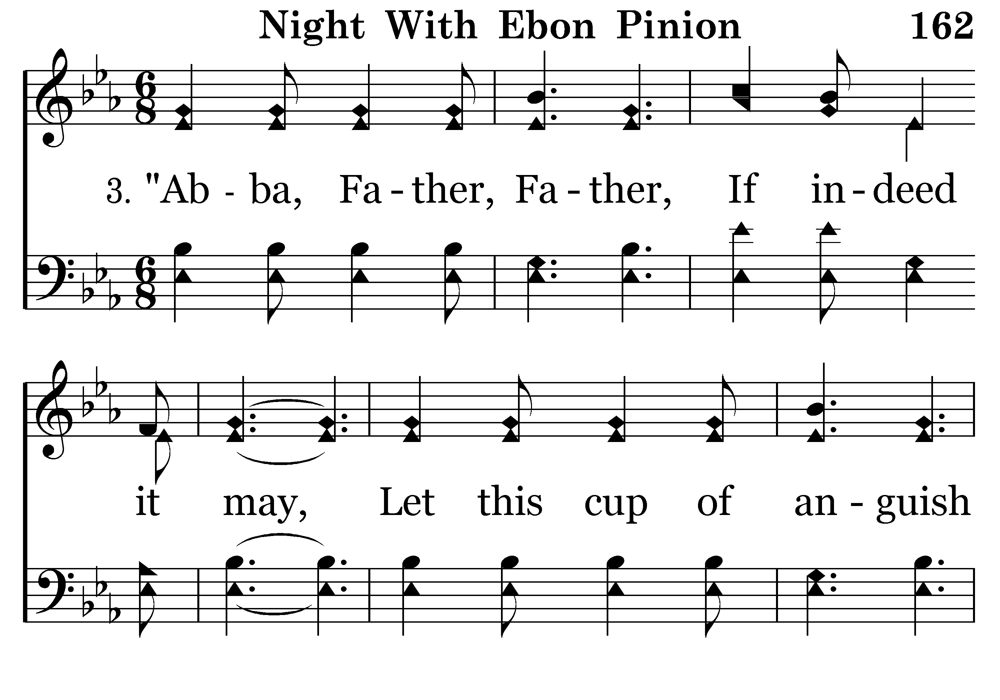 Night With Ebon Pinion 162
3. "Ab - ba, Fa - ther, Fa - ther, If in - deed
it may, Let this cup of an - guish